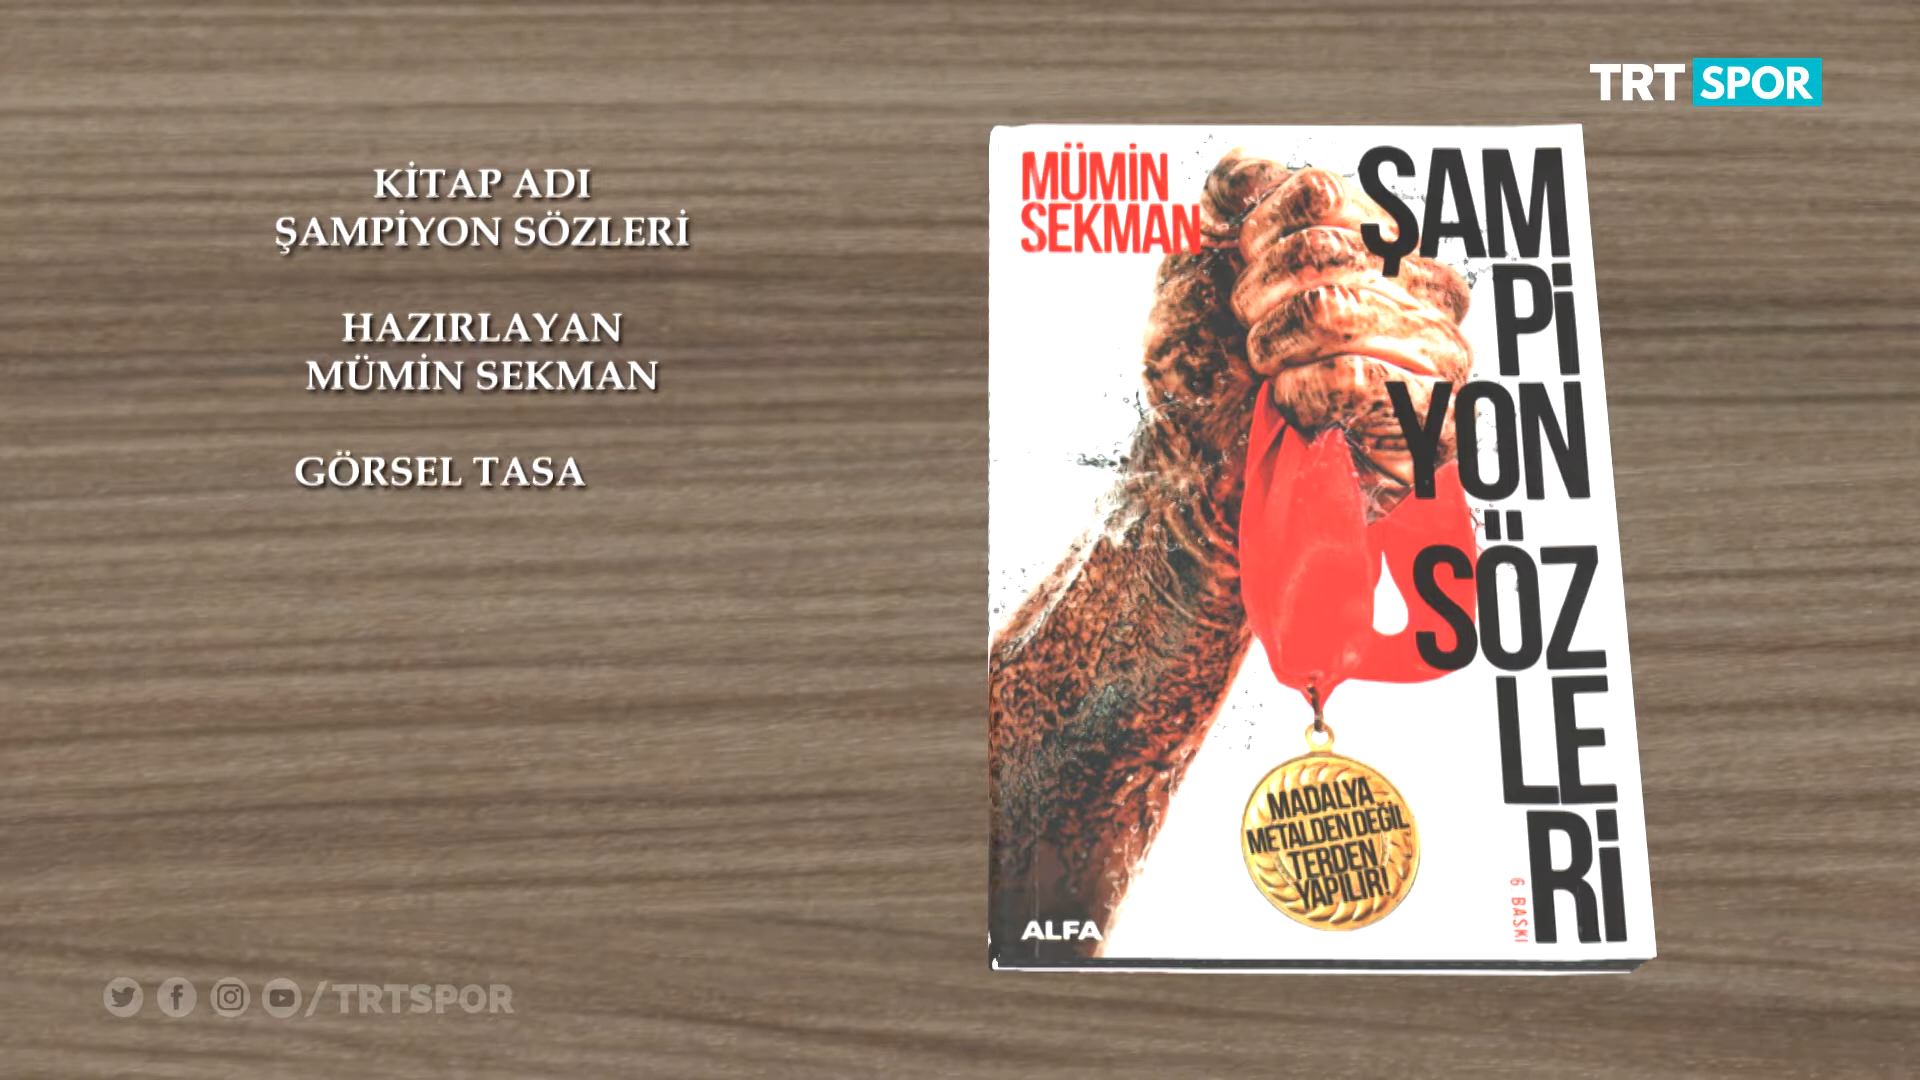 TRT SPOR
KİTAP ADI
ŞAMPİYON SÖZLERİ
HAZIRLAYAN
MÜMİN SEKMAN
GÖRSEL TASA
MÜMİN
SEKMAN
ŞAM
Pİ
YON
SÖZ
LE
Rİ
MADALYA
METALDEN DEĞİL
TERDEN
YAPILIR!
6 BASKI
ALFA
/TRTSPOR